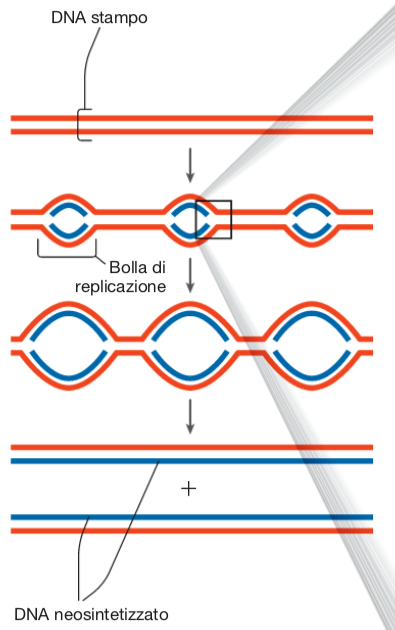 DNA stampo
Bolla di
replicazione
+
DNA neosintetizzato